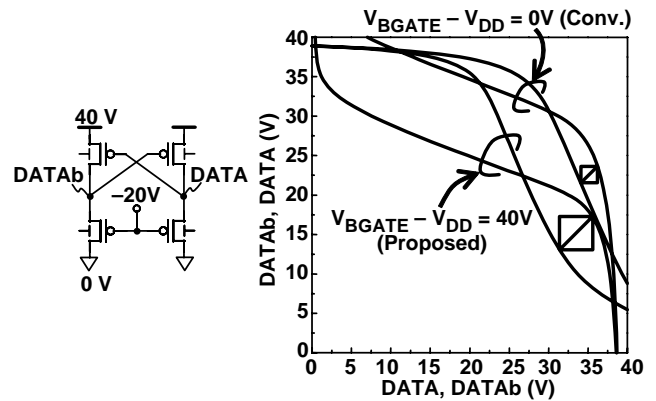 40 V
DATAb
DATA
–20V
0 V
V_BGATE – V_DD = 0V (Conv.)
V_BGATE – V_DD = 40V
(Proposed)
DATAb, DATA (V)
40
35
30
25
20
15
10
5
0
0 5 10 15 20 25 30 35 40
DATA, DATAb (V)